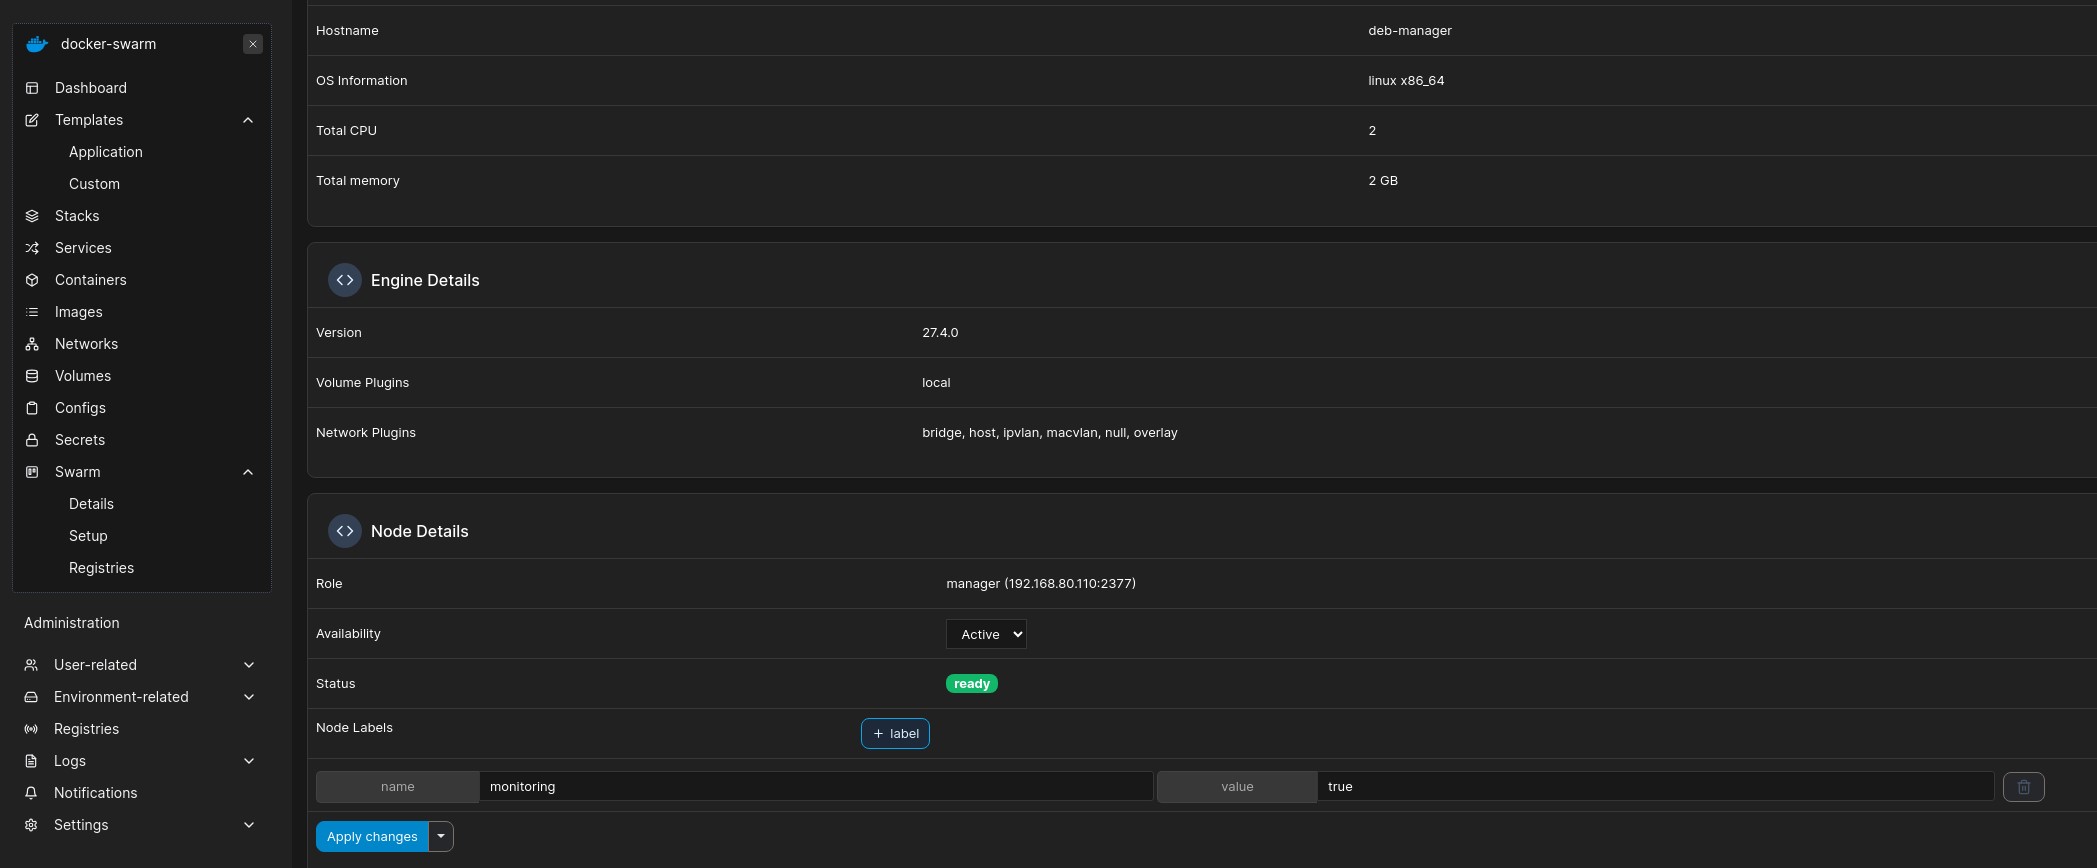 docker-swarm
Dashboard
Templates
Application
Custom
Stacks
Services
Containers
Images
Networks
Volumes
Configs
Secrets
Swarm
Details
Setup
Registries
Administration
User-related
Environment-related
Registries
Logs
Notifications
Settings
Hostname deb-manager
OS Information linux x86_64
Total CPU 2
Total memory 2 GB
Engine Details
Version 27.4.0
Volume Plugins local
Network Plugins bridge, host, ipvlan, macvlan, null, overlay
Node Details
Role manager (192.168.80.110:2377)
Availability Active
Status ready
Node Labels + label
name monitoring value true
Apply changes